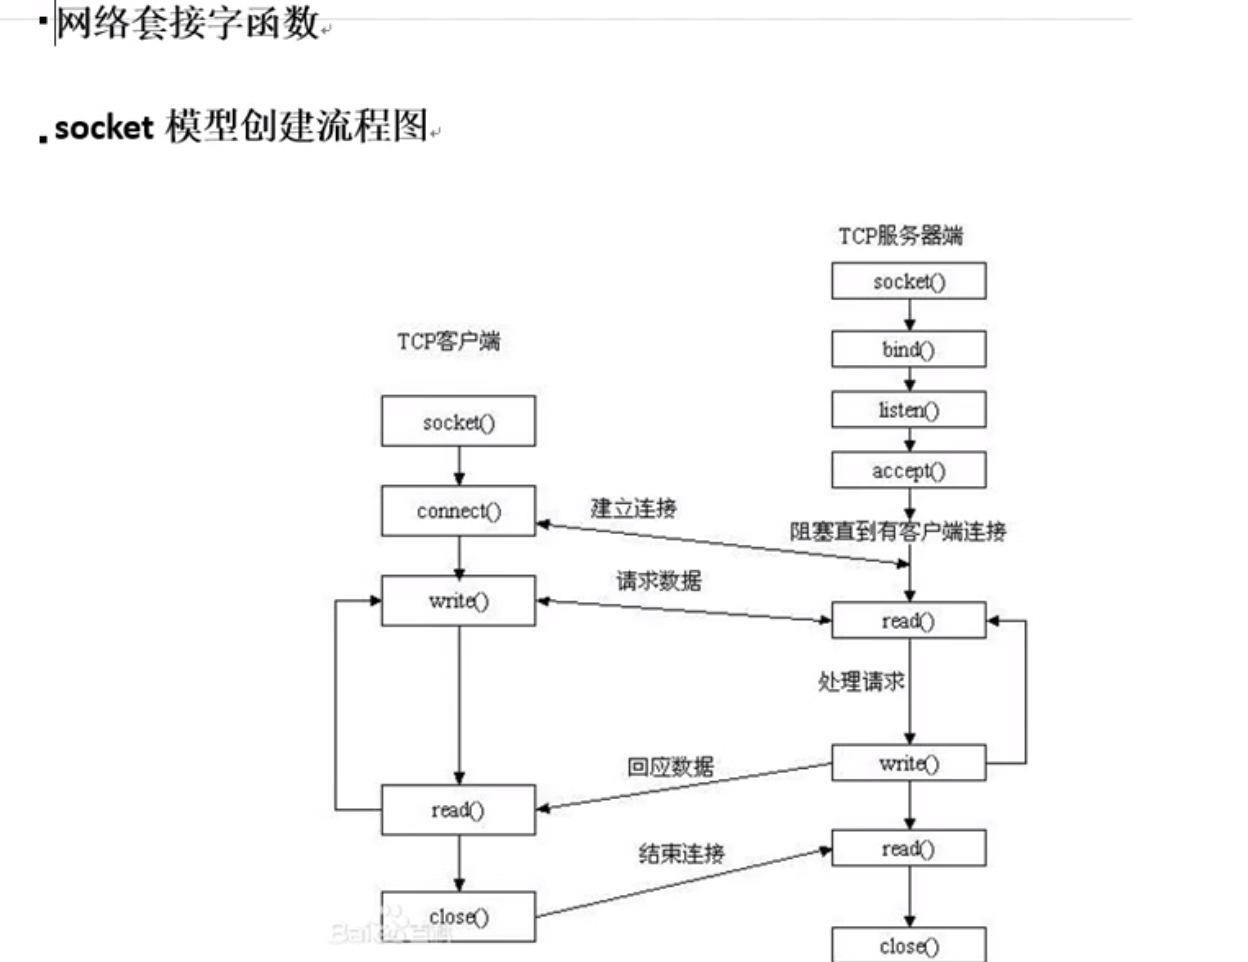 网络套接字函数
socket 模型创建流程图
TCP服务器端
socket()
bind()
TCP客户端
listen()
socket()
accept()
connect()
建立连接
阻塞直到有客户端连接
请求数据
write()
read()
处理请求
回应数据
write()
read()
结束连接
read()
close()
Baidu百科
close()